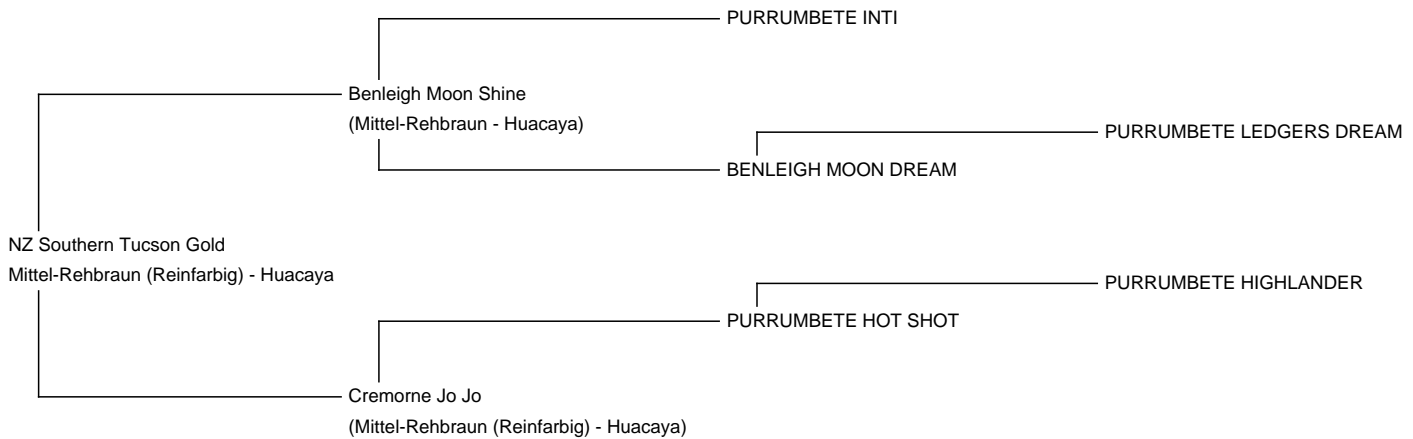 PURRUMBETE INTI
Benleigh Moon Shine
(Mittel-Rehbraun - Huacaya)
PURRUMBETE LEDGERS DREAM
BENLEIGH MOON DREAM
NZ Southern Tucson Gold
Mittel-Rehbraun (Reinfarbig) - Huacaya
PURRUMBETE HIGHLANDER
PURRUMBETE HOT SHOT
Cremorne Jo Jo
(Mittel-Rehbraun (Reinfarbig) - Huacaya)